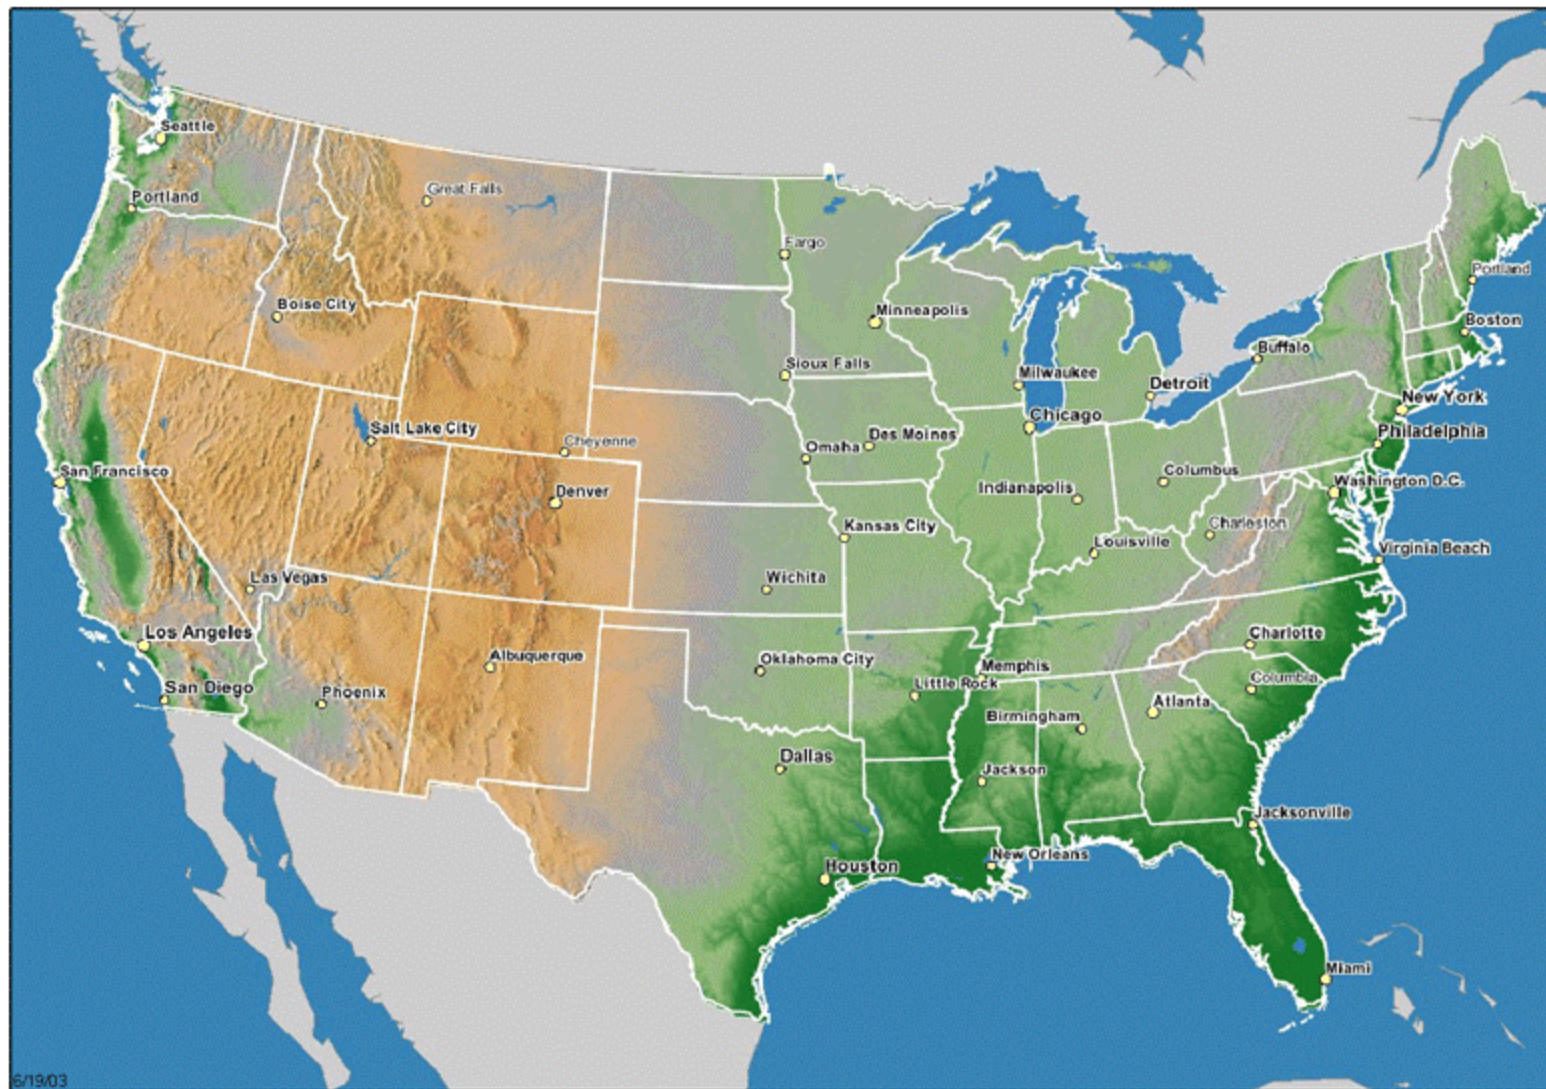 Seattle
Portland
Great Falls
Fargo
Portland
Boise City
Minneapolis
Boston
Buffalo
Sioux Falls
Milwaukee
Detroit
New York
Chicago
Salt Lake City
Cheyenne
Omaha
Des Moines
Philadelphia
San Francisco
Columbus
Washington D.C.
Denver
Indianapolis
Kansas City
Charleston
Louisville
Virginia Beach
Las Vegas
Wichita
Los Angeles
Charlotte
Albuquerque
Oklahoma City
Memphis
Columbia
San Diego
Phoenix
Little Rock
Atlanta
Birmingham
Dallas
Jackson
Jacksonville
New Orleans
Houston
Miami
6/19/03